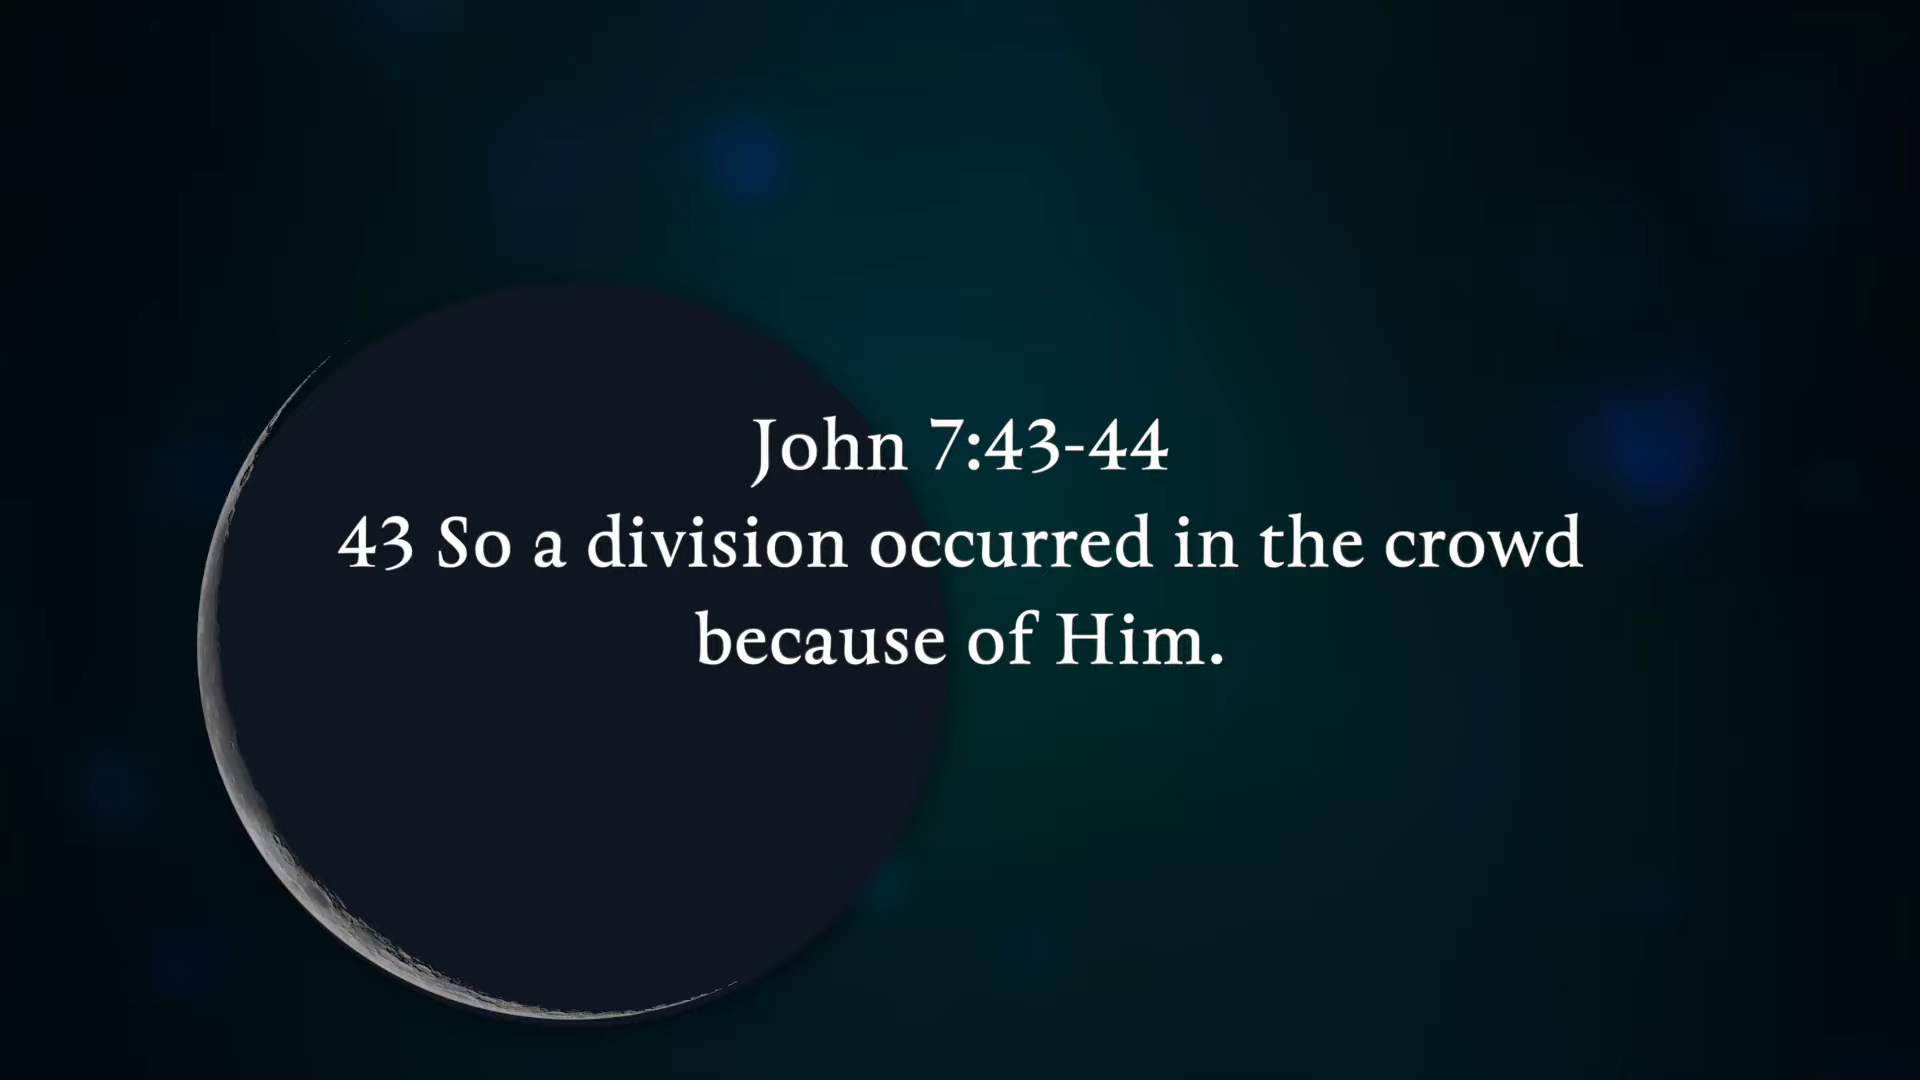 John 7:43-44
43 So a division occurred in the crowd
because of Him.